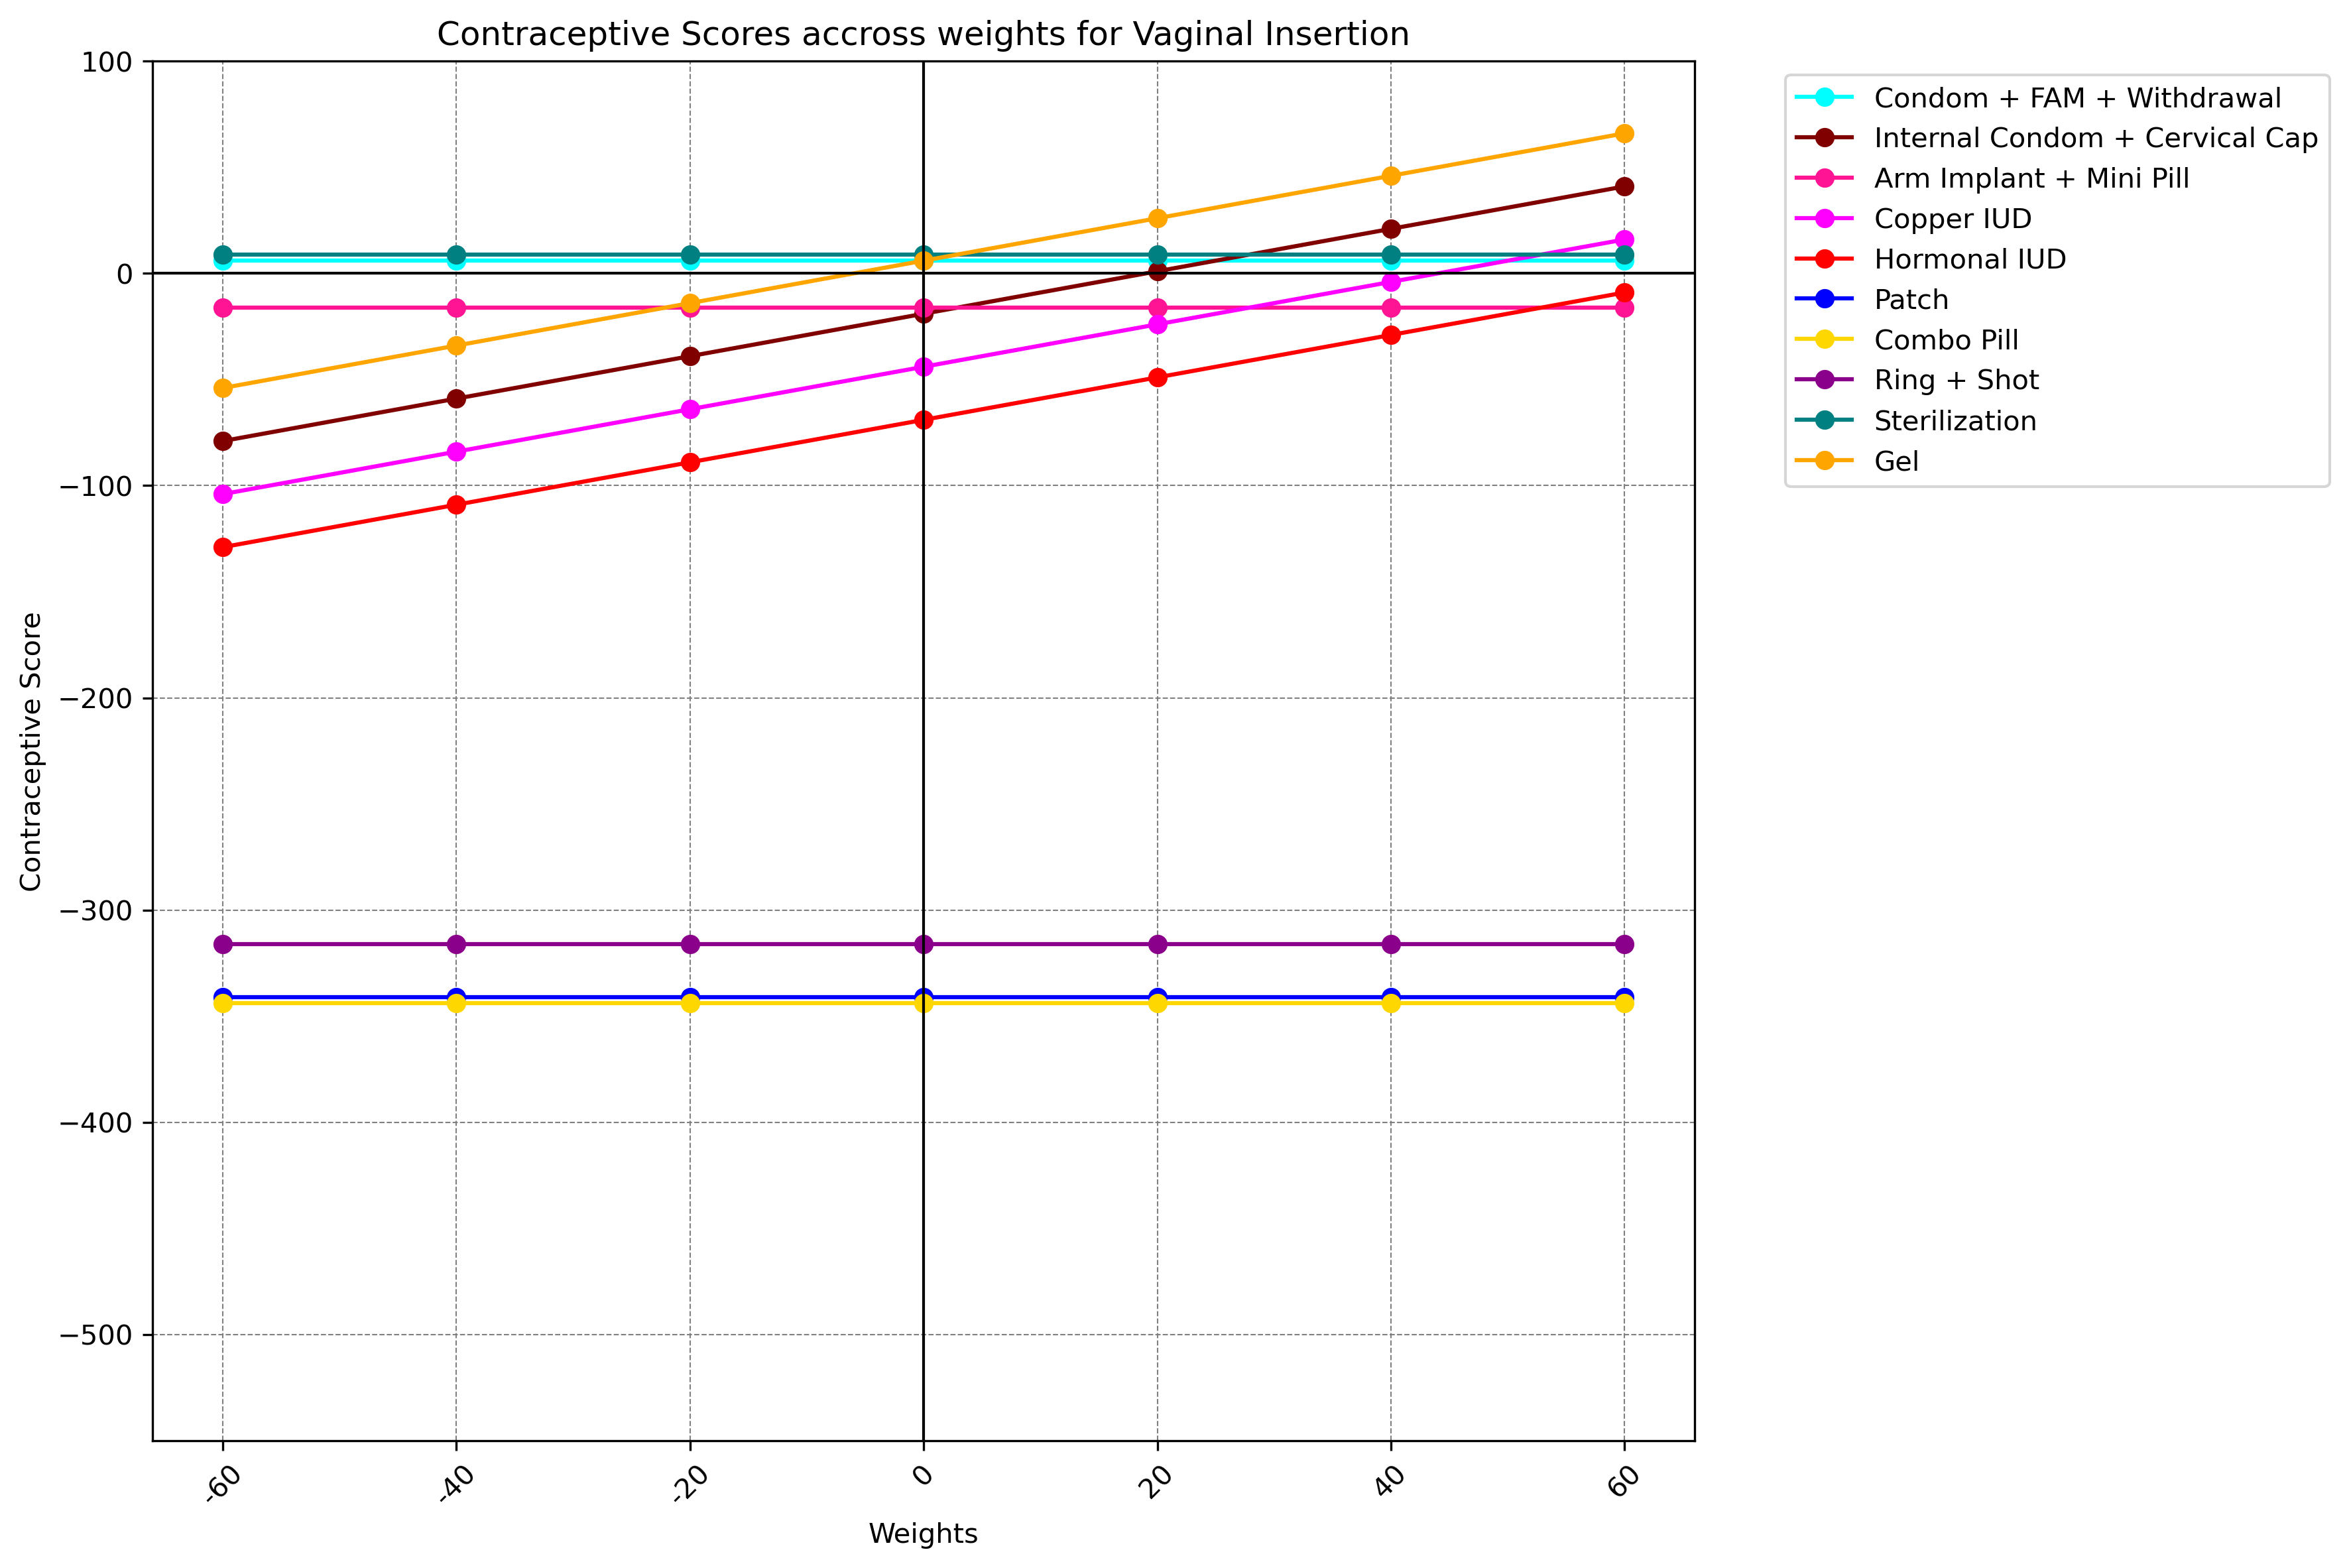 Contraceptive Scores accross weights for Vaginal Insertion
100
0
−100
−200
−300
−400
−500
Contraceptive Score
-60
-40
-20
0
20
40
60
Weights
Condom + FAM + Withdrawal
Internal Condom + Cervical Cap
Arm Implant + Mini Pill
Copper IUD
Hormonal IUD
Patch
Combo Pill
Ring + Shot
Sterilization
Gel